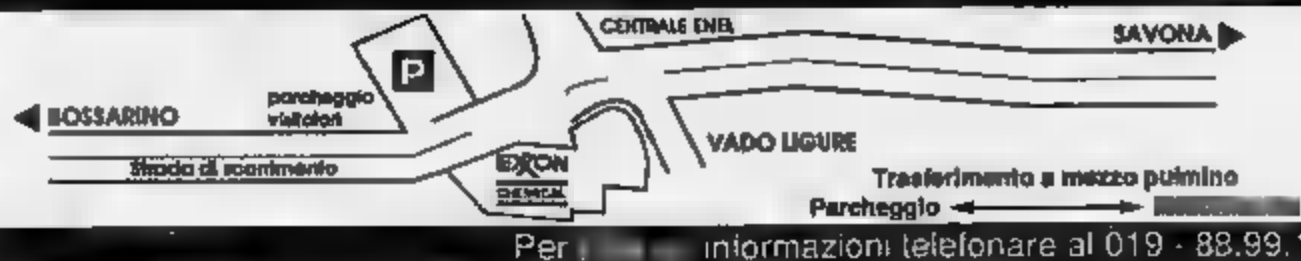 CENTRALE ENEL
SAVONA
P
BOSSARINO
parcheggio
visitatori
VADO LIGURE
Strada di scorrimento
EXXON
CHEMICAL
Trasferimento a mezzo pulmino
Parcheggio
Per informazioni telefonare al 019 - 88.99.